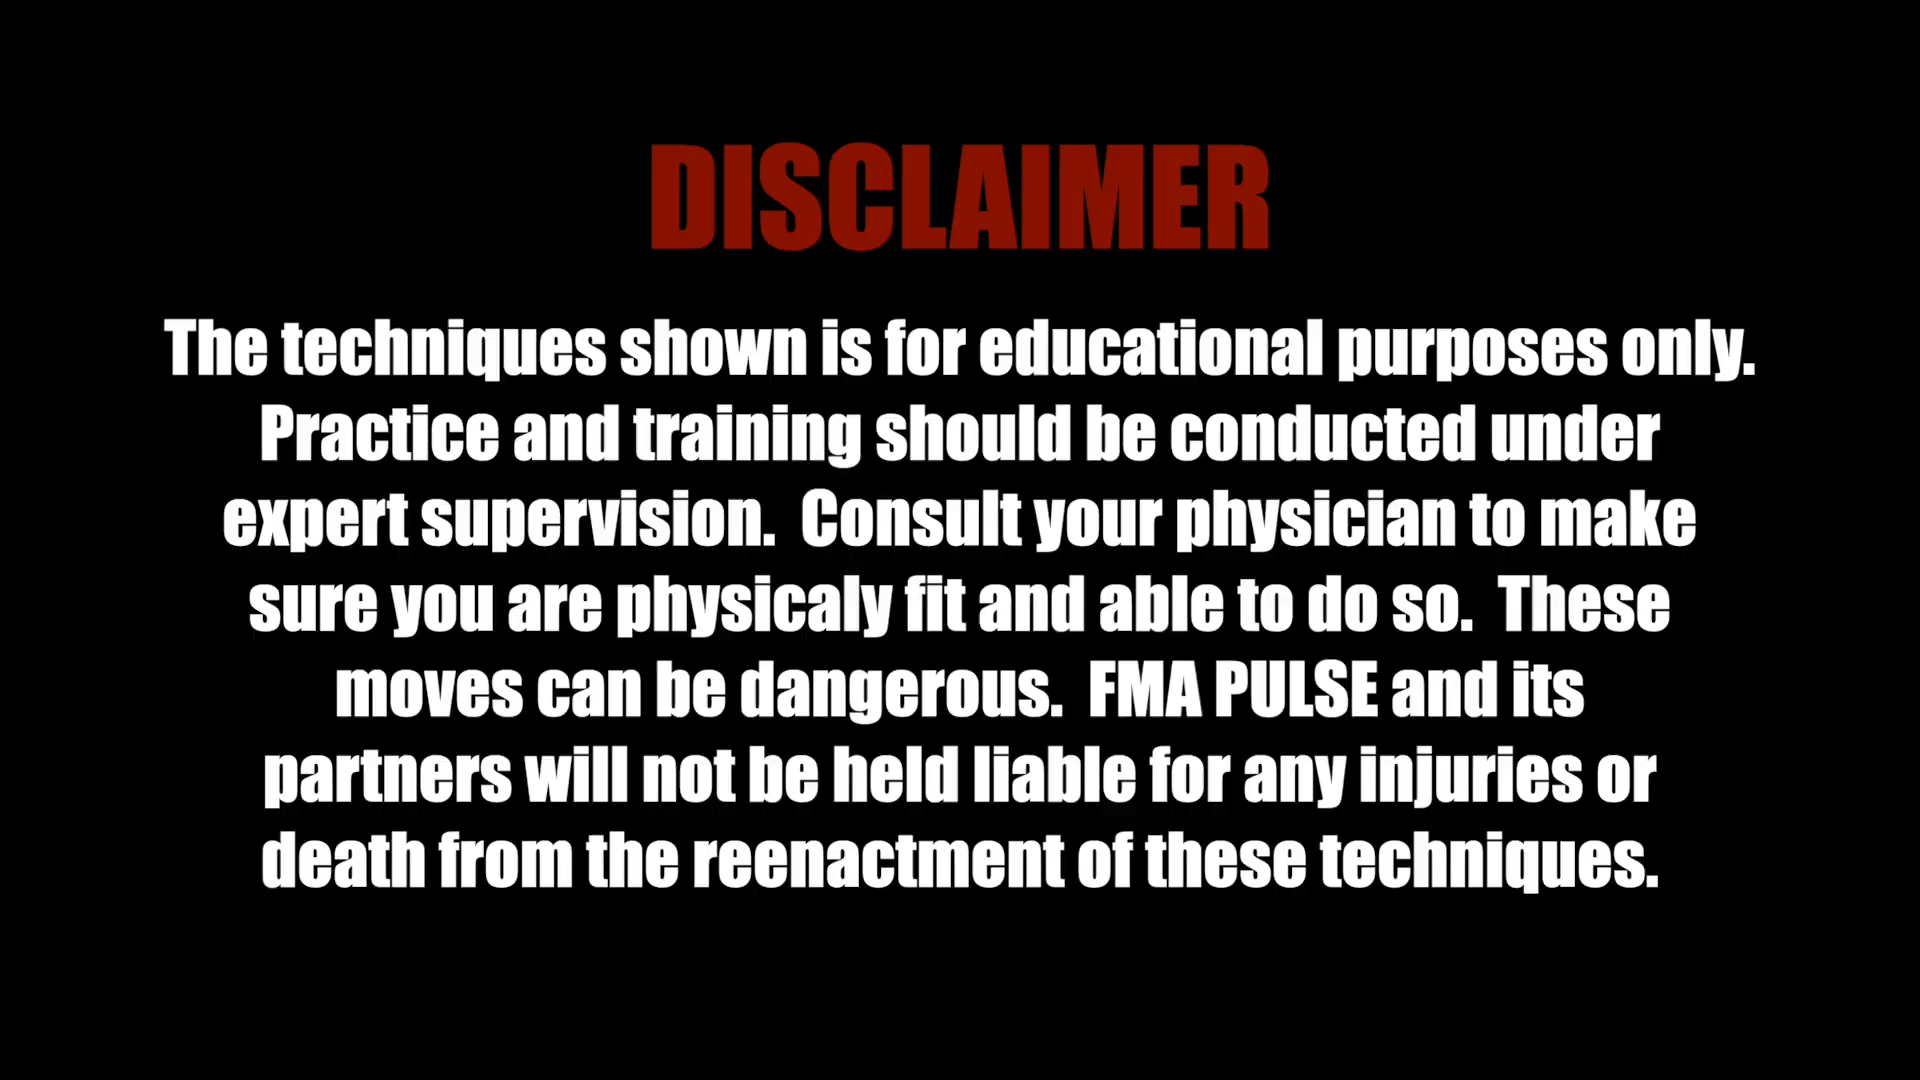 DISCLAIMER
The techniques shown is for educational purposes only.
Practice and training should be conducted under
expert supervision.  Consult your physician to make
sure you are physicaly fit and able to do so.  These
moves can be dangerous.  FMA PULSE and its
partners will not be held liable for any injuries or
death from the reenactment of these techniques.